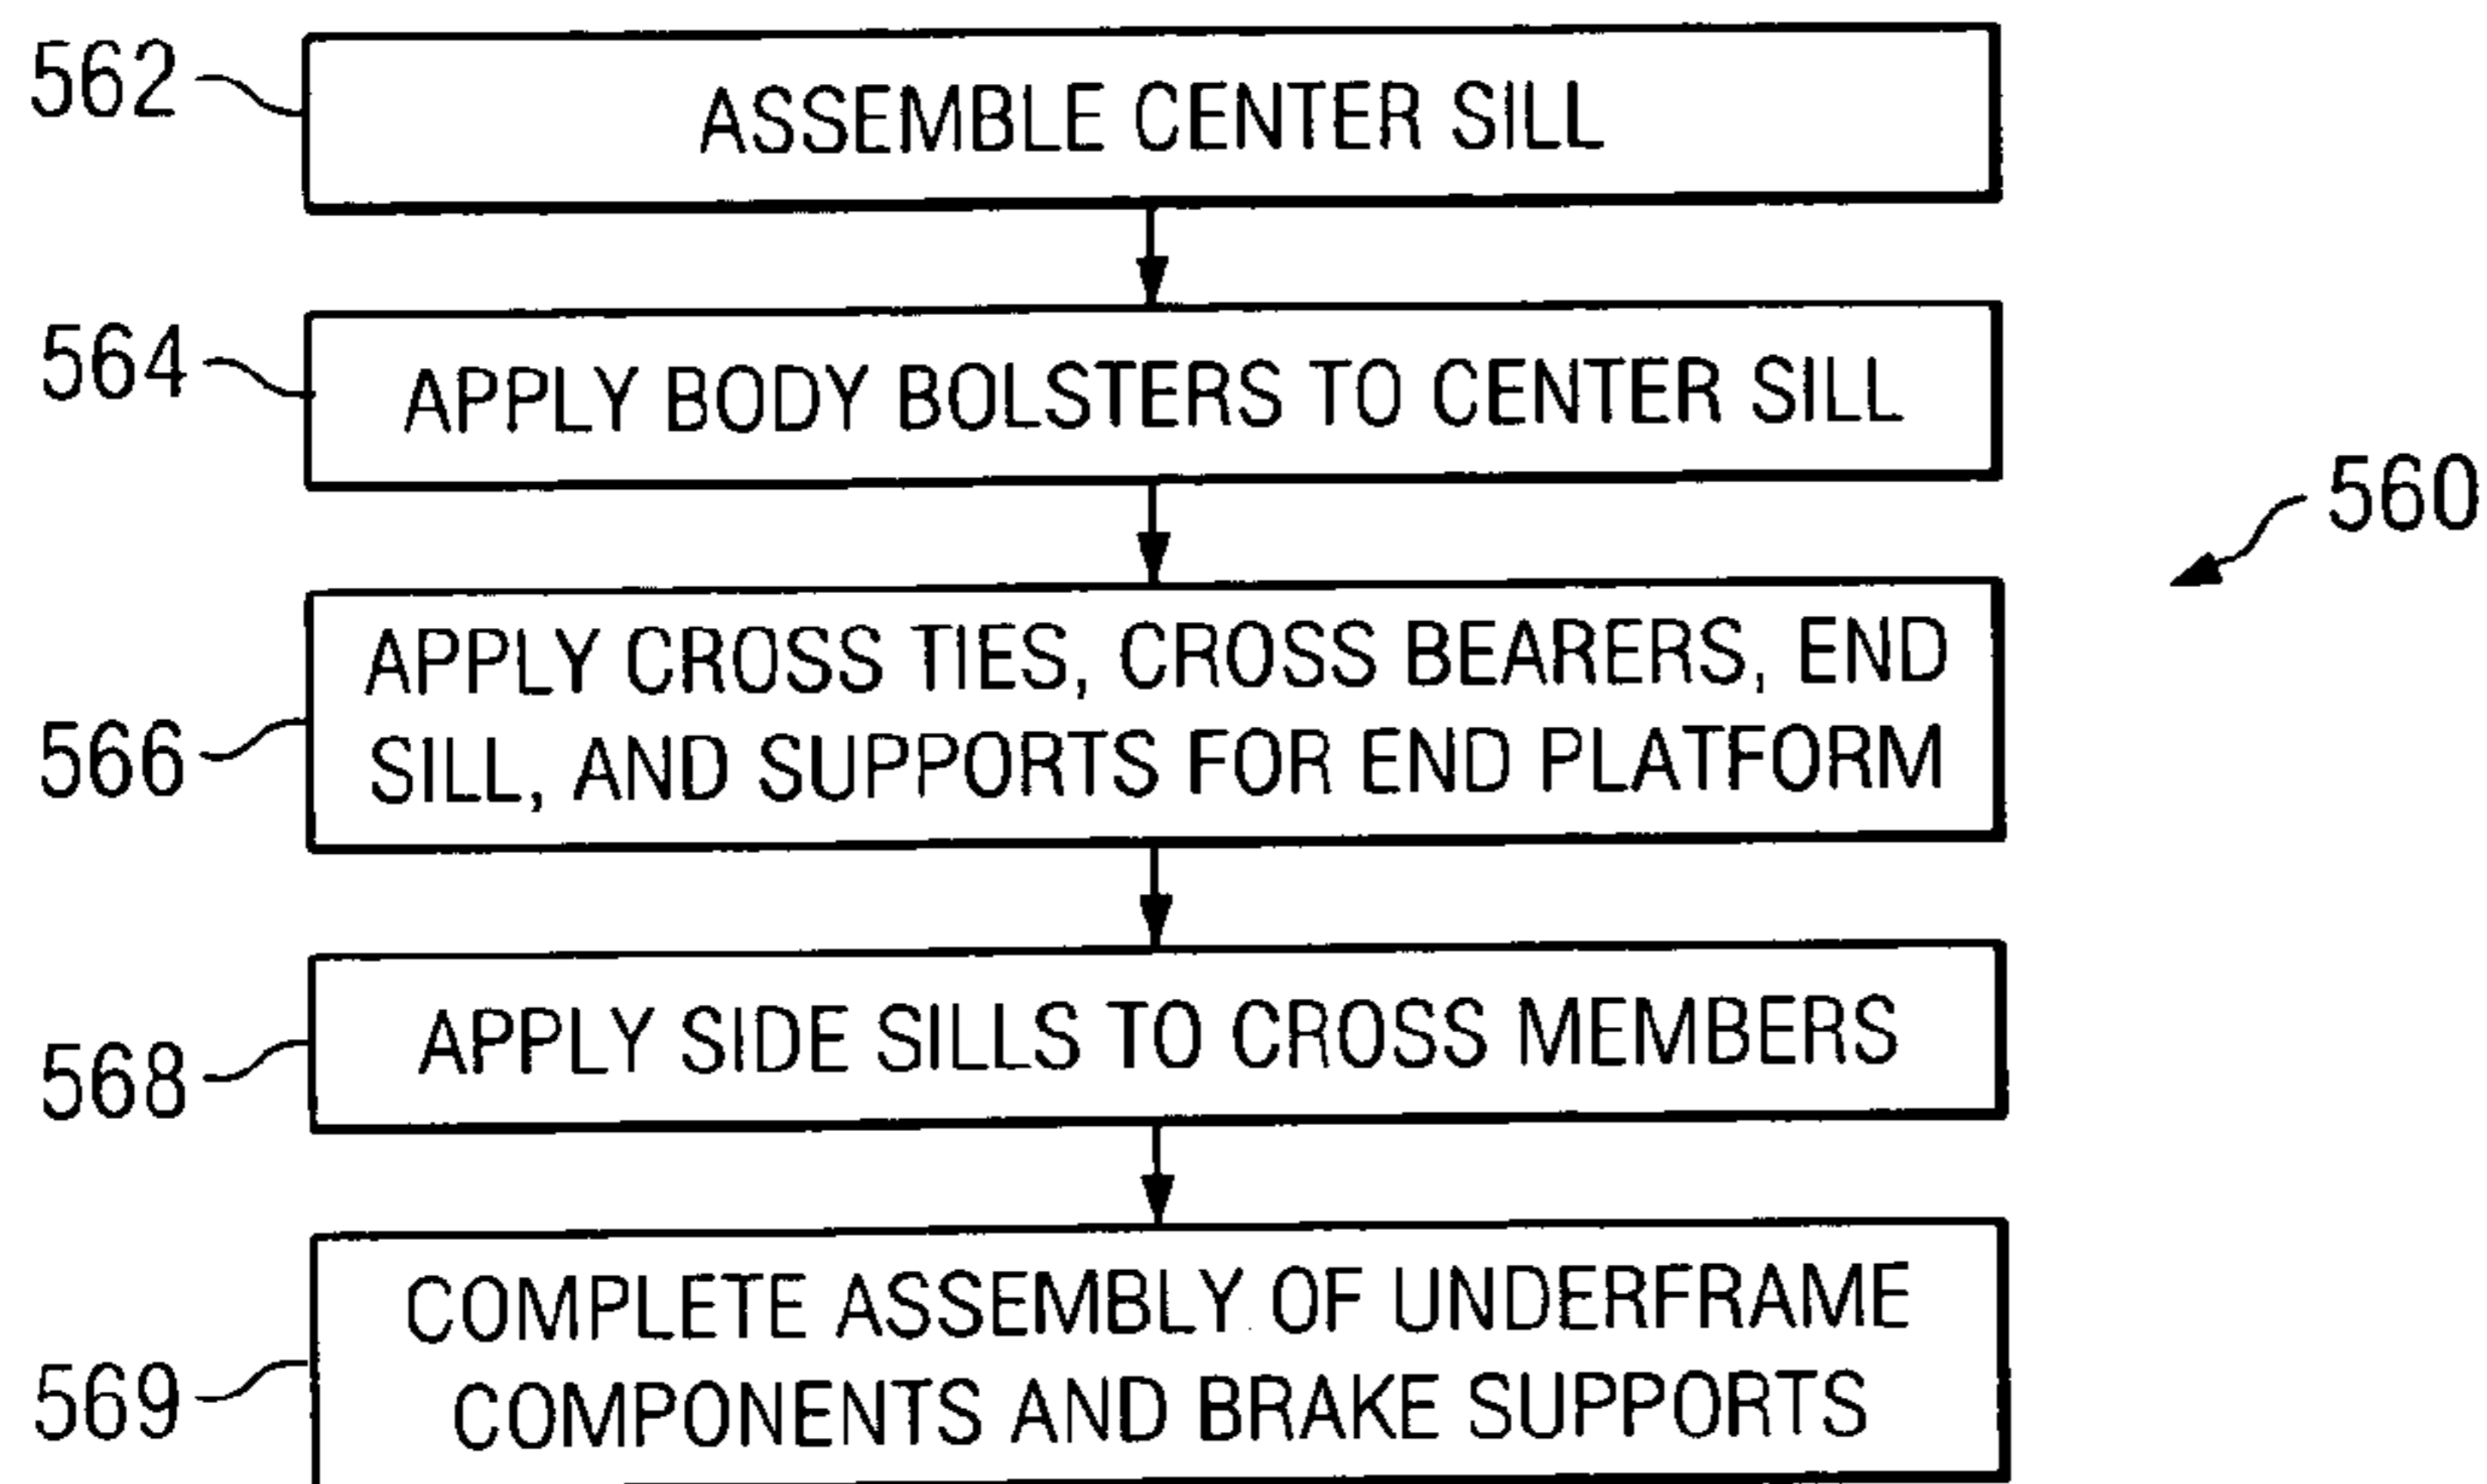 562
ASSEMBLE CENTER SILL
564
APPLY BODY BOLSTERS TO CENTER SILL
560
APPLY CROSS TIES, CROSS BEARERS, END
566
SILL, AND SUPPORTS FOR END PLATFORM
568
APPLY SIDE SILLS TO CROSS MEMBERS
COMPLETE ASSEMBLY OF UNDERFRAME
569
COMPONENTS AND BRAKE SUPPORTS